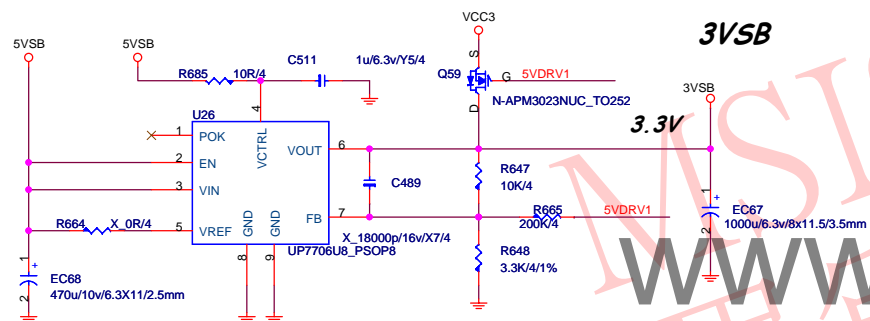 VCC3
3VSB
5VSB
5VSB
C511
1u/6.3v/Y5/4
R685
10R/4
Q59
S
G
D
5VDRV1
N-APM3023NUC_TO252
3VSB
3.3V
U26
4
VCTRL
1
POK
2
EN
3
VIN
5
VREF
VOUT
6
FB
7
GND
GND
8
9
C489
X_18000p/16v/X7/4
UP7706U8_PSOP8
R664
X_0R/4
R647
10K/4
R665
200K/4
5VDRV1
R648
3.3K/4/1%
1
+
2
EC67
1000u/6.3v/8x11.5/3.5mm
1
+
2
EC68
470u/10v/6.3X11/2.5mm
MSI
WWW